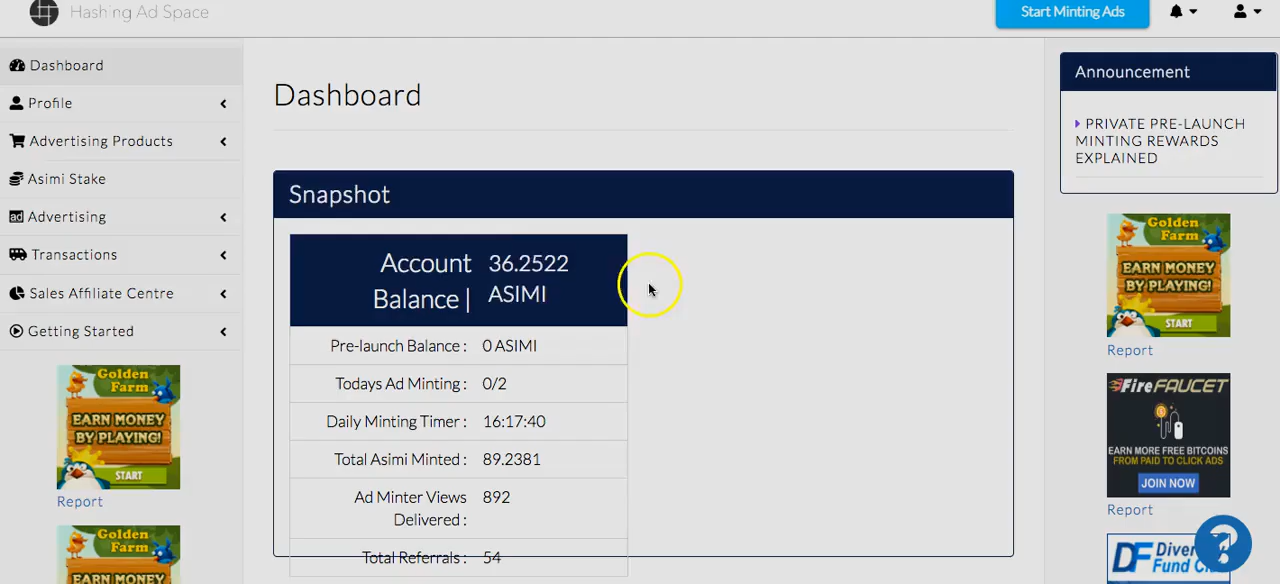 Hashing Ad Space
Start Minting Ads
Dashboard
Profile
Advertising Products
Asimi Stake
Advertising
Transactions
Sales Affiliate Centre
Getting Started
Golden
Farm
EARN MONEY
BY PLAYING!
START
Report
Golden
Farm
EARN MONEY
Dashboard
Snapshot
Account Balance | 36.2522 ASIMI
Pre-launch Balance : 0 ASIMI
Todays Ad Minting : 0/2
Daily Minting Timer : 16:17:40
Total Asimi Minted : 89.2381
Ad Minter Views Delivered : 892
Total Referrals : 54
Announcement
PRIVATE PRE-LAUNCH
MINTING REWARDS
EXPLAINED
Golden
Farm
EARN MONEY
BY PLAYING!
START
Report
FireFAUCET
EARN MORE FREE BITCOINS
FROM PAID TO CLICK ADS
JOIN NOW
Report
DF
Fund
?